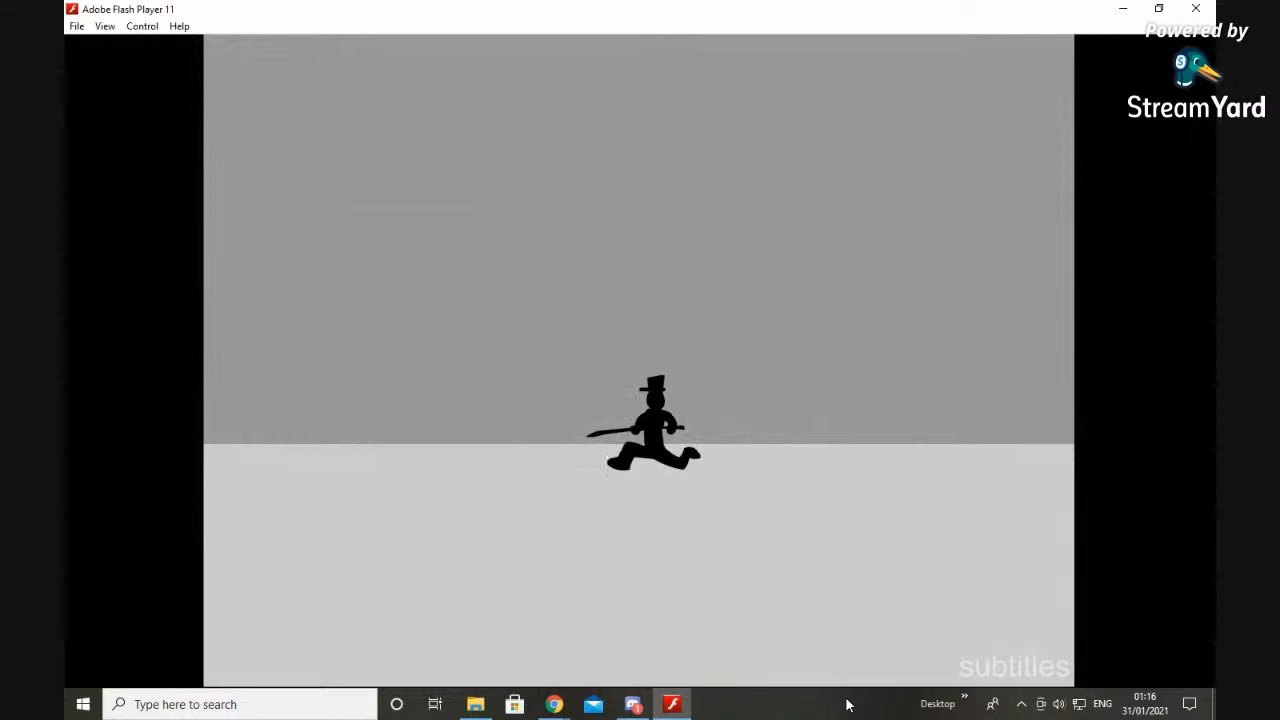 Adobe Flash Player 11
File View Control Help
Powered by
S
StreamYard
subtitles
Type here to search
1
Desktop
ENG
01:16
31/01/2021